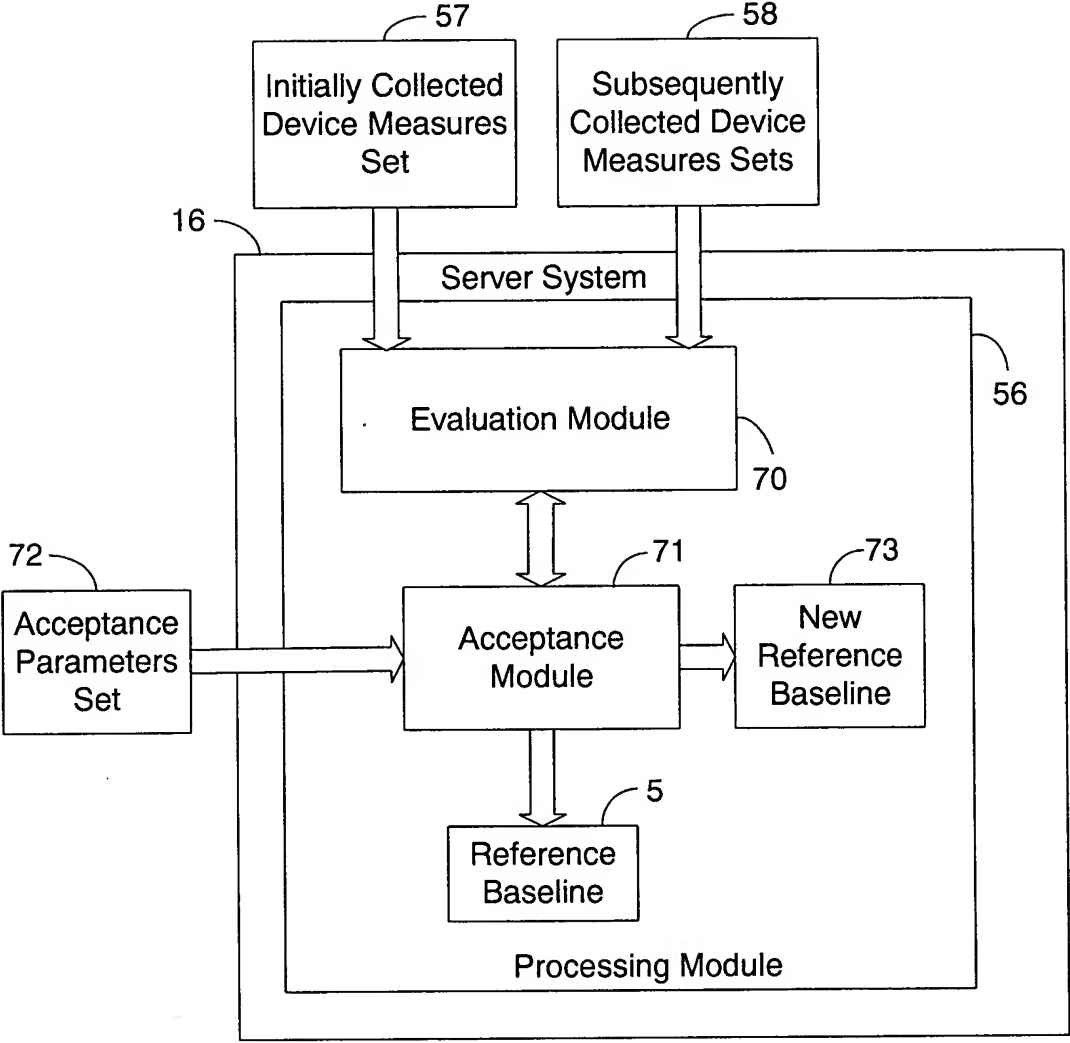 57
58
Initially Collected
Device Measures
Set
Subsequently
Collected Device
Measures Sets
16
Server System
56
Evaluation Module
70
72
71
73
Acceptance
Parameters
Set
Acceptance
Module
New
Reference
Baseline
5
Reference
Baseline
Processing Module